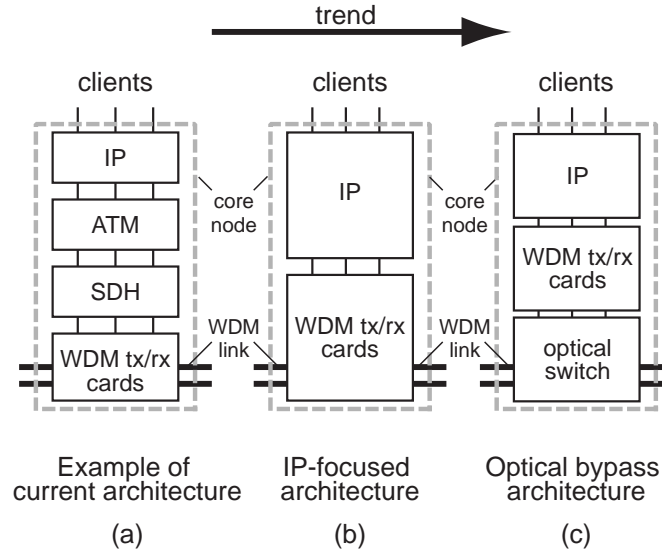 trend
clients
clients
clients
IP
ATM
SDH
WDM tx/rx
cards
core
node
WDM
link
IP
WDM tx/rx
cards
core
node
WDM
link
IP
WDM tx/rx
cards
optical
switch
Example of
current architecture
(a)
IP-focused
architecture
(b)
Optical bypass
architecture
(c)